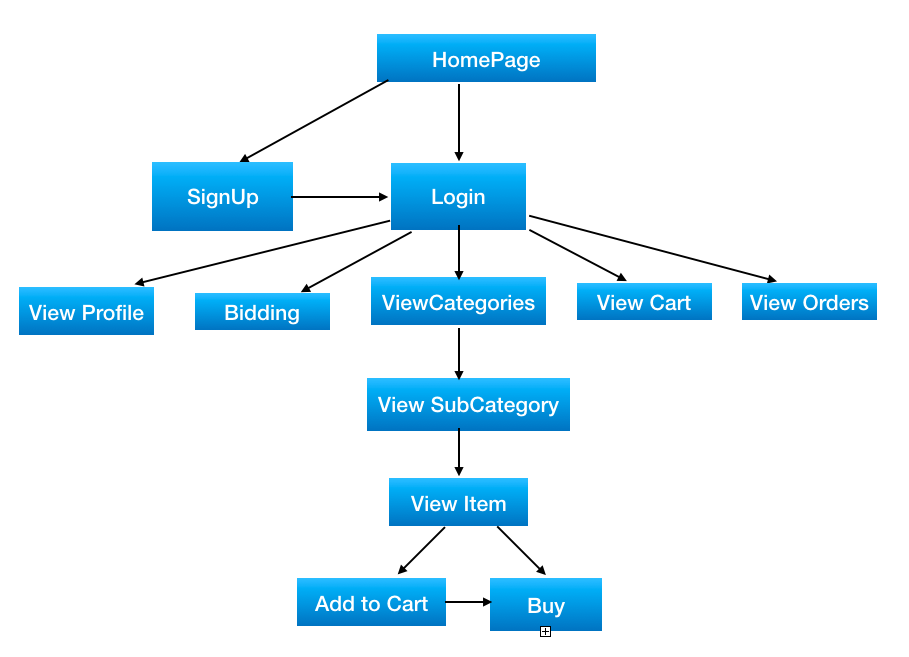 HomePage
SignUp
Login
View Profile
Bidding
ViewCategories
View Cart
View Orders
View SubCategory
View Item
Add to Cart
Buy